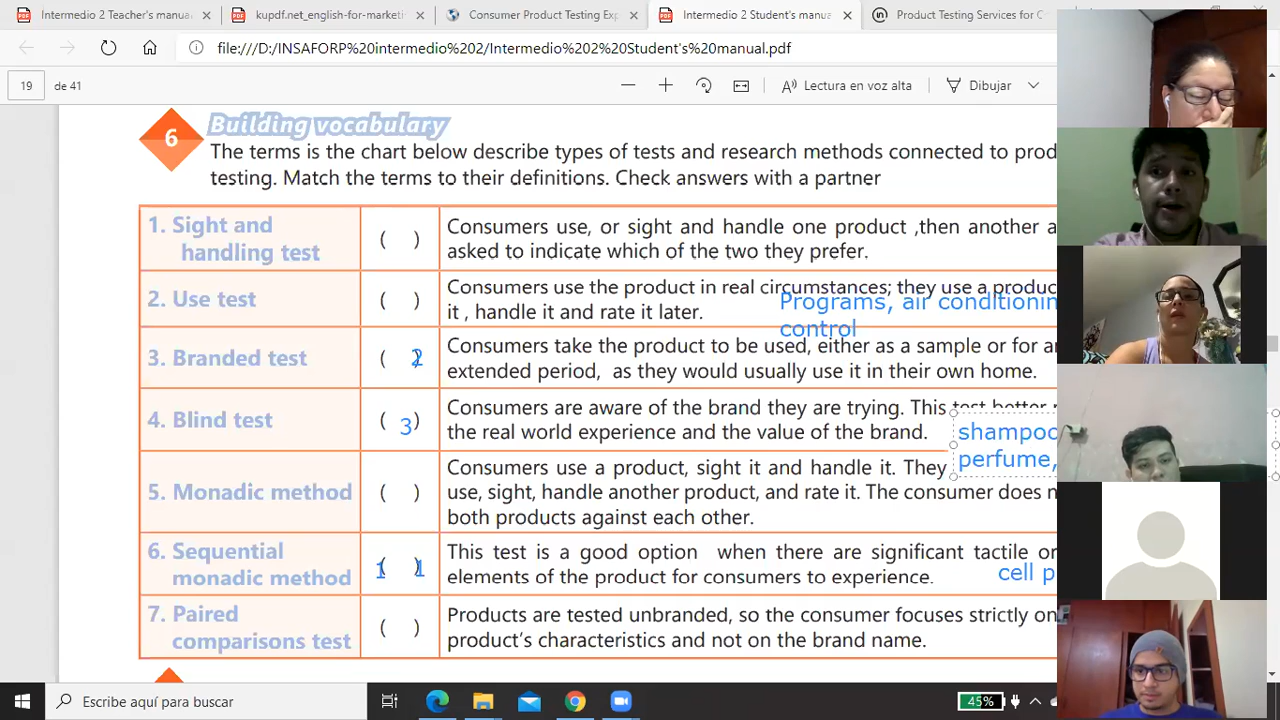 Intermedio 2 Teacher's manua
kupdf.net_english-for-marketi
Consumer Product Testing Exp
Intermedio 2 Student's manua
Product Testing Services for C
file:///D:/INSAFORP%20intermedio%202/Intermedio%202%20Student's%20manual.pdf
19 de 41
Lectura en voz alta
Dibujar
6 Building vocabulary
The terms is the chart below describe types of tests and research methods connected to prod
testing. Match the terms to their definitions. Check answers with a partner
1. Sight and
handling test
( )
Consumers use, or sight and handle one product ,then another a
asked to indicate which of the two they prefer.
2. Use test
( )
Consumers use the product in real circumstances; they use a produc
it , handle it and rate it later.
Programs, air conditionin
control
3. Branded test
( 2)
Consumers take the product to be used, either as a sample or for an
extended period, as they would usually use it in their own home.
4. Blind test
( 3)
Consumers are aware of the brand they are trying. This test better
the real world experience and the value of the brand.
shampoo
perfume,
5. Monadic method
( )
Consumers use a product, sight it and handle it. They
use, sight, handle another product, and rate it. The consumer does n
both products against each other.
6. Sequential
monadic method
1( 1)
This test is a good option when there are significant tactile or
elements of the product for consumers to experience.
cell p
7. Paired
comparisons test
( )
Products are tested unbranded, so the consumer focuses strictly on
product's characteristics and not on the brand name.
Escribe aquí para buscar
45%